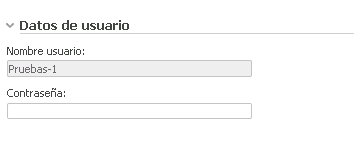 Datos de usuario
Nombre usuario:
Pruebas-1
Contraseña: